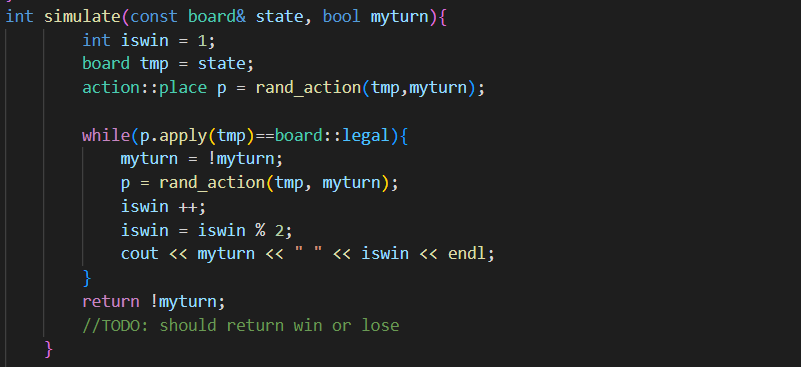 int simulate(const board& state, bool myturn){
int iswin = 1;
board tmp = state;
action::place p = rand_action(tmp,myturn);
while(p.apply(tmp)==board::legal){
myturn = !myturn;
p = rand_action(tmp, myturn);
iswin ++;
iswin = iswin % 2;
cout << myturn << " " << iswin << endl;
}
return !myturn;
//TODO: should return win or lose
}